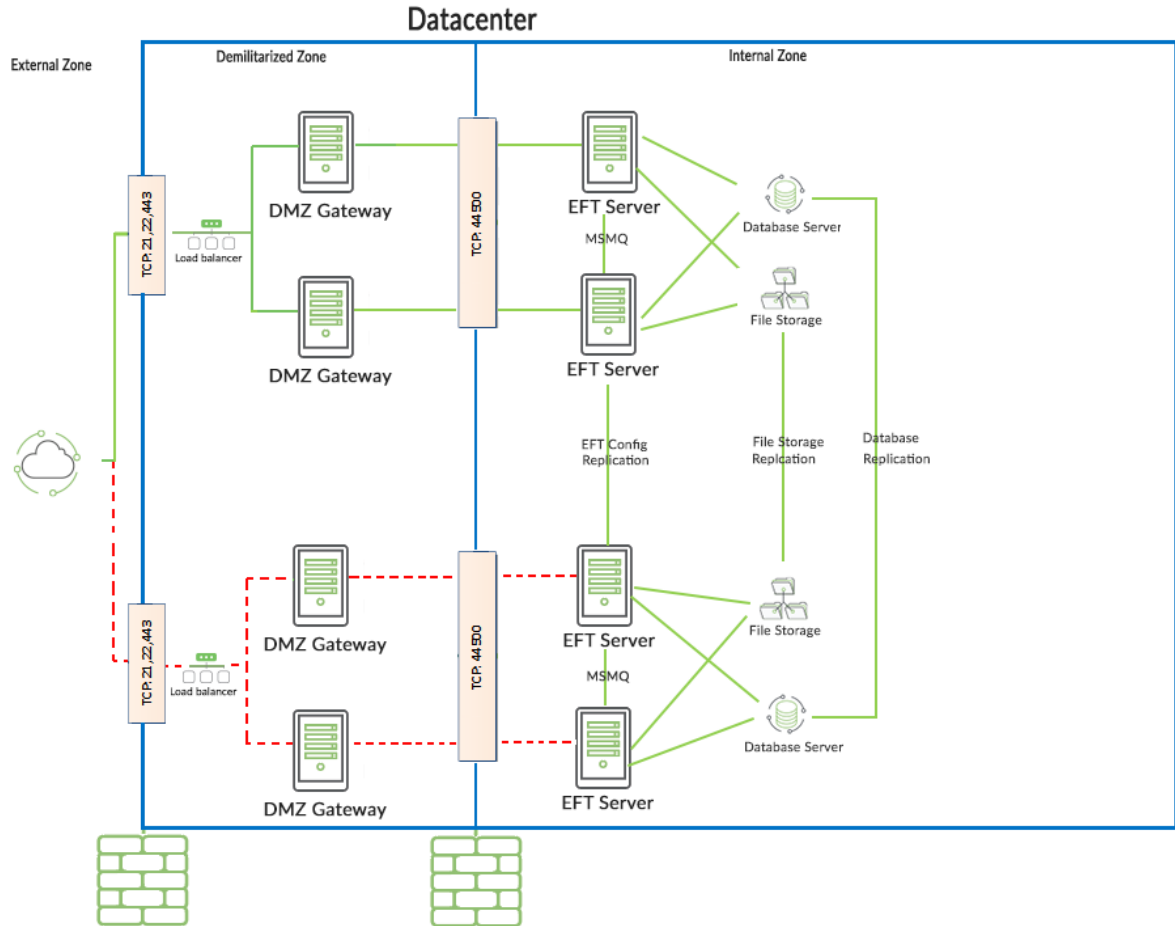 Datacenter
External Zone
Demilitarized Zone
Internal Zone
TCP: 21,22,443
Load balancer
DMZ Gateway
DMZ Gateway
TCP: 44500
EFT Server
MSMQ
EFT Server
Database Server
File Storage
EFT Config
Replication
File Storage
Replcation
Database
Replication
TCP: 21,22,443
Load balancer
DMZ Gateway
DMZ Gateway
TCP: 44500
EFT Server
MSMQ
EFT Server
File Storage
Database Server